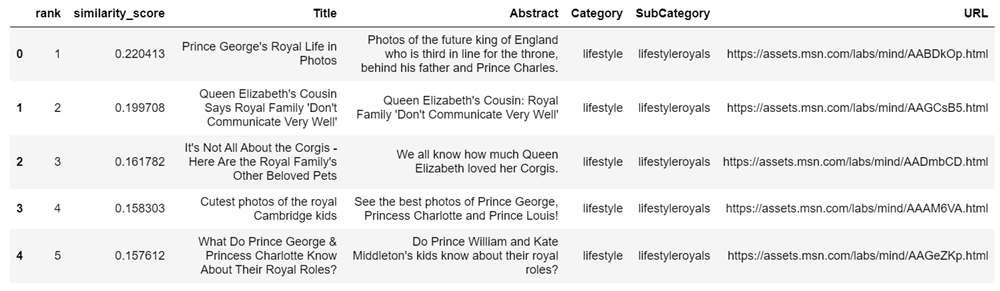 rank similarity_score Title Abstract Category SubCategory URL
0 1 0.220413 Prince George's Royal Life in Photos Photos of the future king of England who is third in line for the throne, behind his father and Prince Charles. lifestyle lifestyleroyals https://assets.msn.com/labs/mind/AABDkOp.html
1 2 0.199708 Queen Elizabeth's Cousin Says Royal Family 'Don't Communicate Very Well' Queen Elizabeth's Cousin: Royal Family 'Don't Communicate Very Well' lifestyle lifestyleroyals https://assets.msn.com/labs/mind/AAGCsB5.html
2 3 0.161782 It's Not All About the Corgis - Here Are the Royal Family's Other Beloved Pets We all know how much Queen Elizabeth loved her Corgis. lifestyle lifestyleroyals https://assets.msn.com/labs/mind/AADmbCD.html
3 4 0.158303 Cutest photos of the royal Cambridge kids See the best photos of Prince George, Princess Charlotte and Prince Louis! lifestyle lifestyleroyals https://assets.msn.com/labs/mind/AAAM6VA.html
4 5 0.157612 What Do Prince George & Princess Charlotte Know About Their Royal Roles? Do Prince William and Kate Middleton's kids know about their royal roles? lifestyle lifestyleroyals https://assets.msn.com/labs/mind/AAGeZKp.html